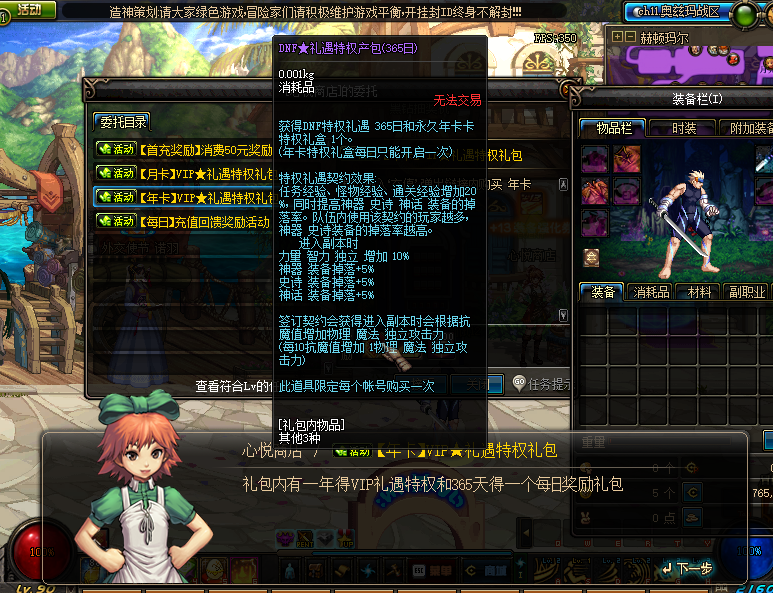 活动
造神策划请大家绿色游戏,冒险家们请积极维护游戏平衡,开挂封ID终身不解封!!!
ch11.奥兹玛战区
FPS:350
赫顿玛尔
委托目录
活动【首充奖励】消费50元奖励
活动【月卡】VIP★礼遇特权礼包
活动【年卡】VIP★礼遇特权礼包
活动【每日】充值回馈奖励活动
DNF★礼遇特权产包(365日)
0.001kg
消耗品
无法交易
获得DNF特权礼遇 365日和永久年卡卡
特权礼盒 1个。
(年卡特权礼盒每日只能开启一次)
特权礼遇契约效果:
任务经验、怪物经验、通关经验增加20
%,同时提高神器 史诗 神话 装备的掉
落率。队伍内使用该契约的玩家越多,
神器 史诗装备的掉落率越高。
进入副本时
力量 智力 独立 增加 10%
神器 装备掉落+5%
史诗 装备掉落+5%
神话 装备掉落+5%
签订契约会获得进入副本时会根据抗
魔值增加物理 魔法 独立攻击力
(每10抗魔值增加 1物理 魔法 独立攻
击力)
此道具限定每个帐号购买一次
[礼包内物品]
其他3种
礼包
买 年卡
查看符合Lv的
任务提示
装备栏(I)
物品栏
时装
附加装备
装备
消耗品
材料
副职业
重量
0 个
5 个
0 点
765,
心悦商店
活动【年卡】VIP★礼遇特权礼包
礼包内有一年得VIP礼遇特权和365天得一个每日奖励礼包
下一步
100%
100%
Lv.90